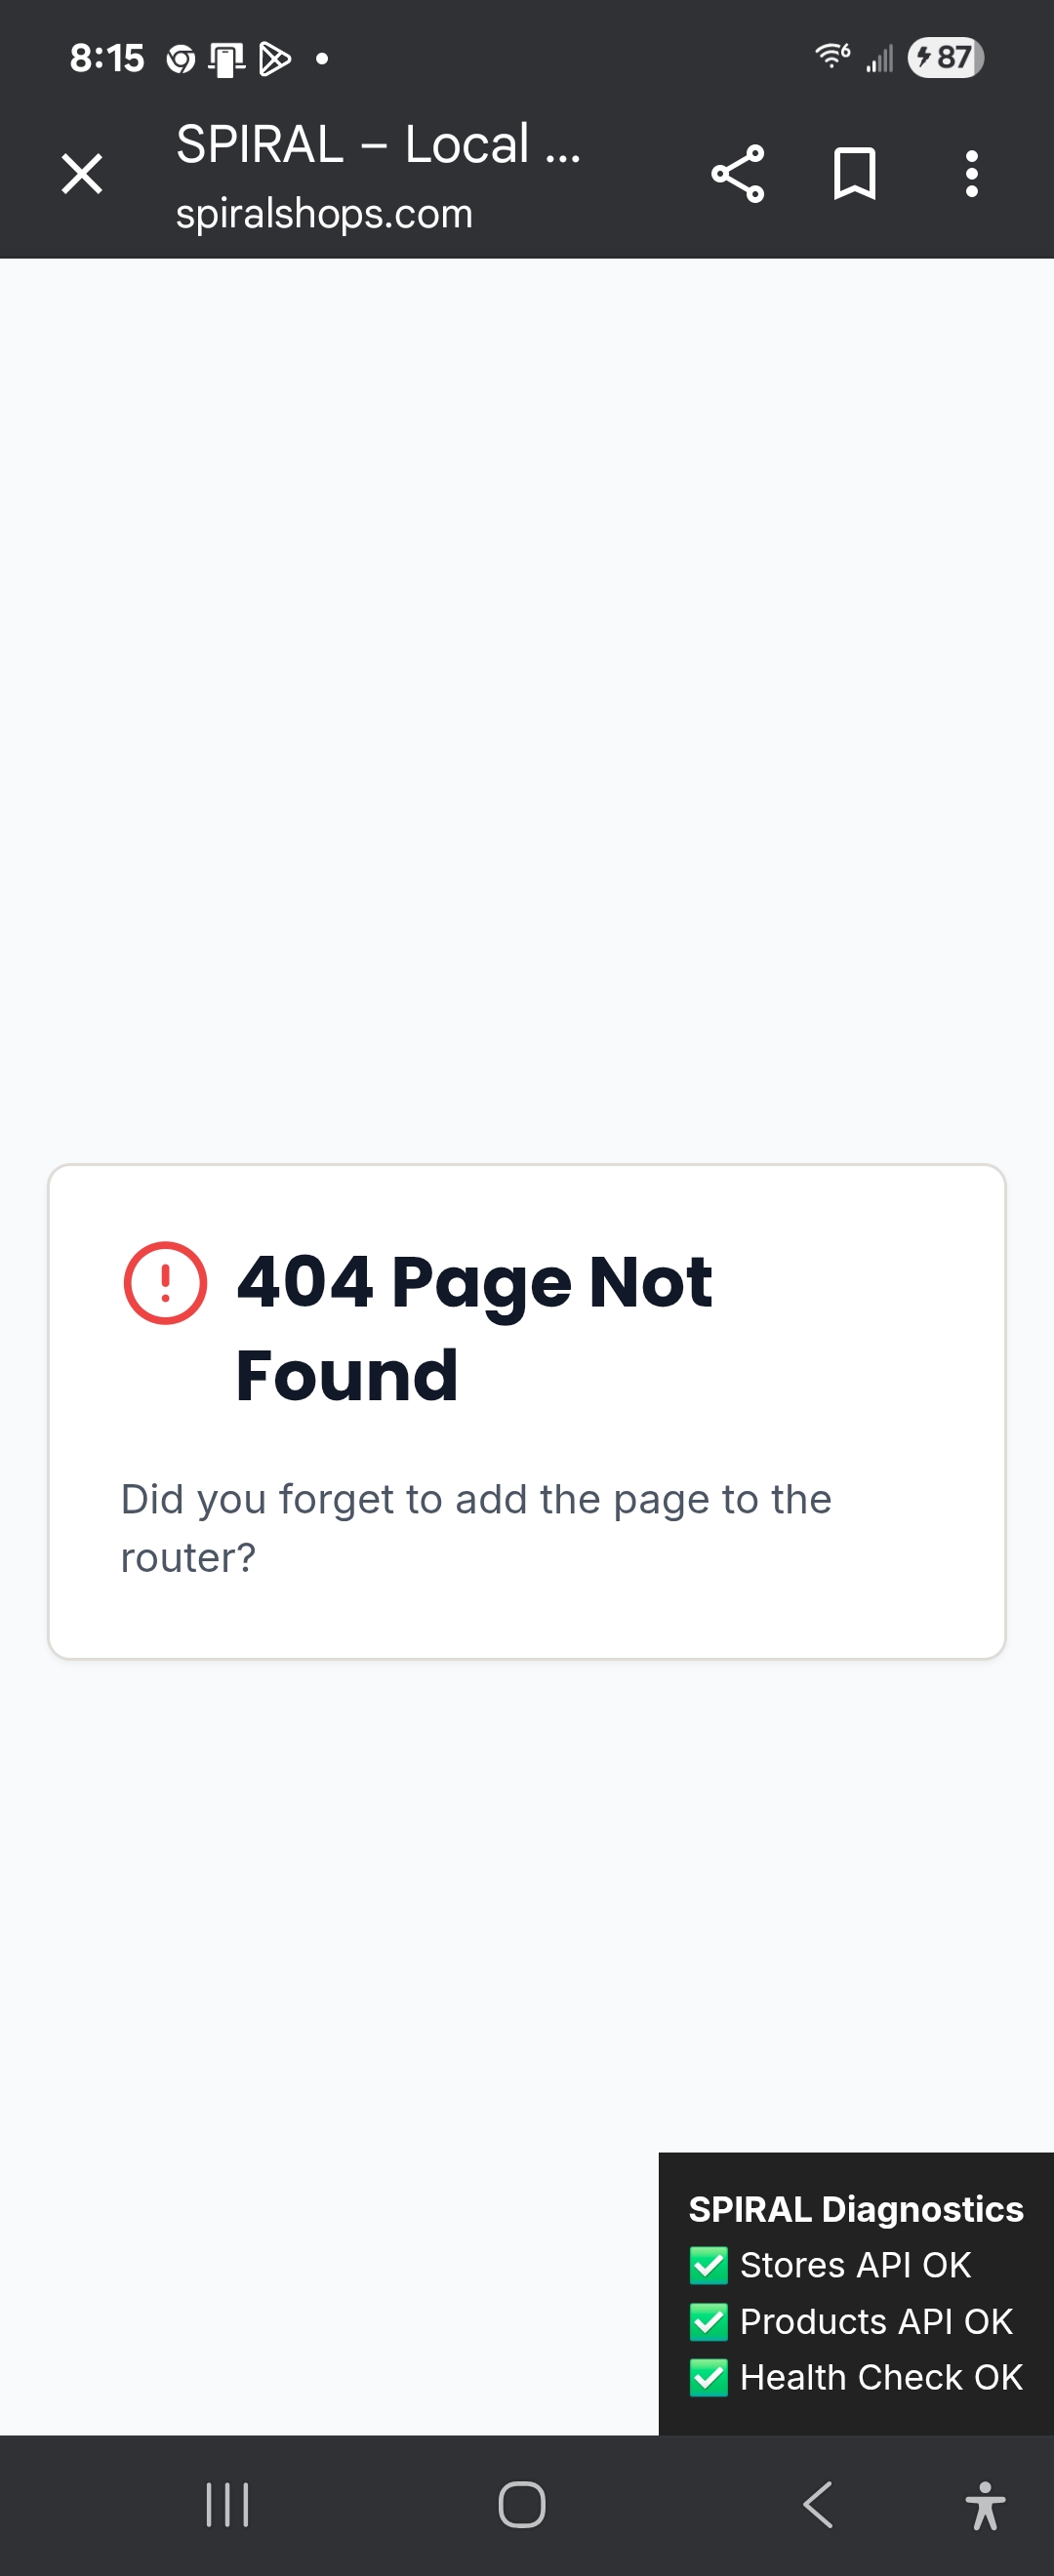 8:15
6
87
SPIRAL – Local ...
spiralshops.com
404 Page Not
Found
Did you forget to add the page to the
router?
SPIRAL Diagnostics
✅ Stores API OK
✅ Products API OK
✅ Health Check OK